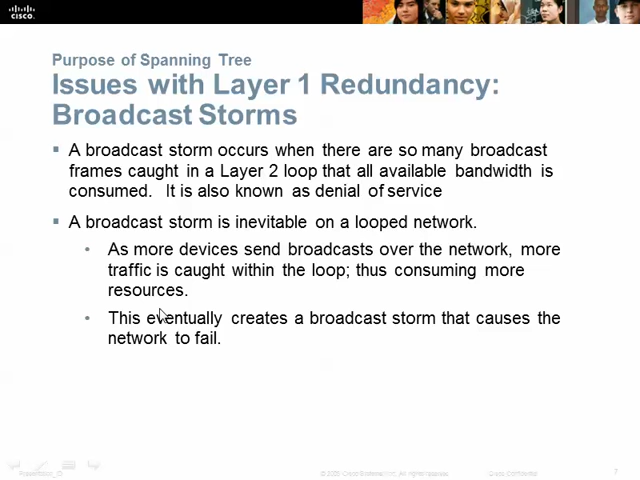 CISCO
Purpose of Spanning Tree
Issues with Layer 1 Redundancy:
Broadcast Storms
A broadcast storm occurs when there are so many broadcast
frames caught in a Layer 2 loop that all available bandwidth is
consumed. It is also known as denial of service
A broadcast storm is inevitable on a looped network.
As more devices send broadcasts over the network, more
traffic is caught within the loop; thus consuming more
resources.
This eventually creates a broadcast storm that causes the
network to fail.
Presentation_ID
Cisco Systems, Inc. All rights reserved.
Cisco Confidential
7